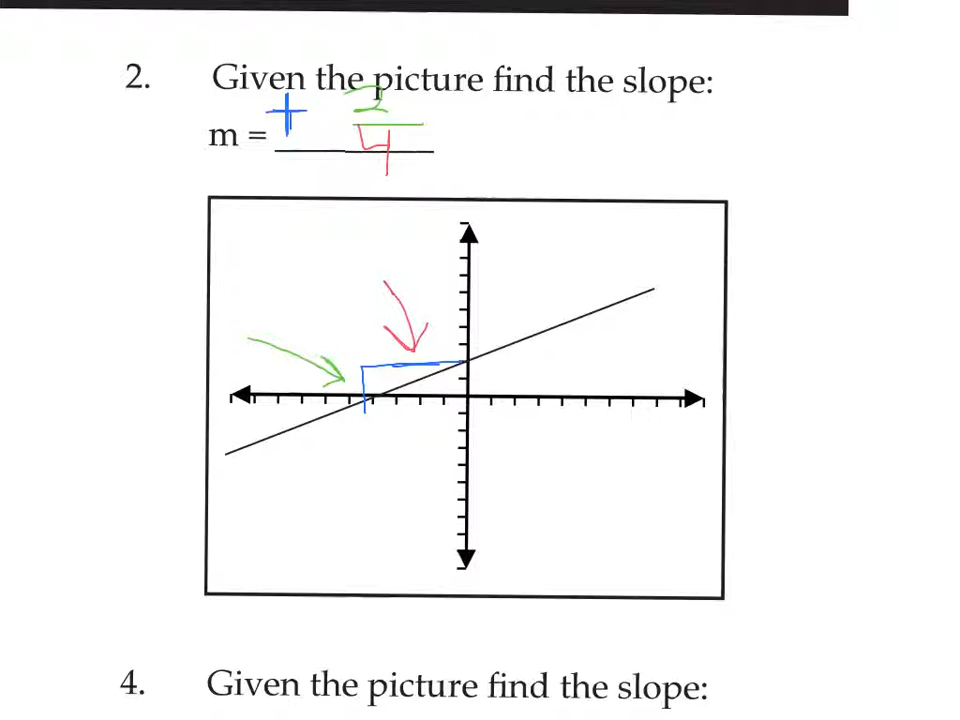 2. Given the picture find the slope:
m = + 2/4
4. Given the picture find the slope: